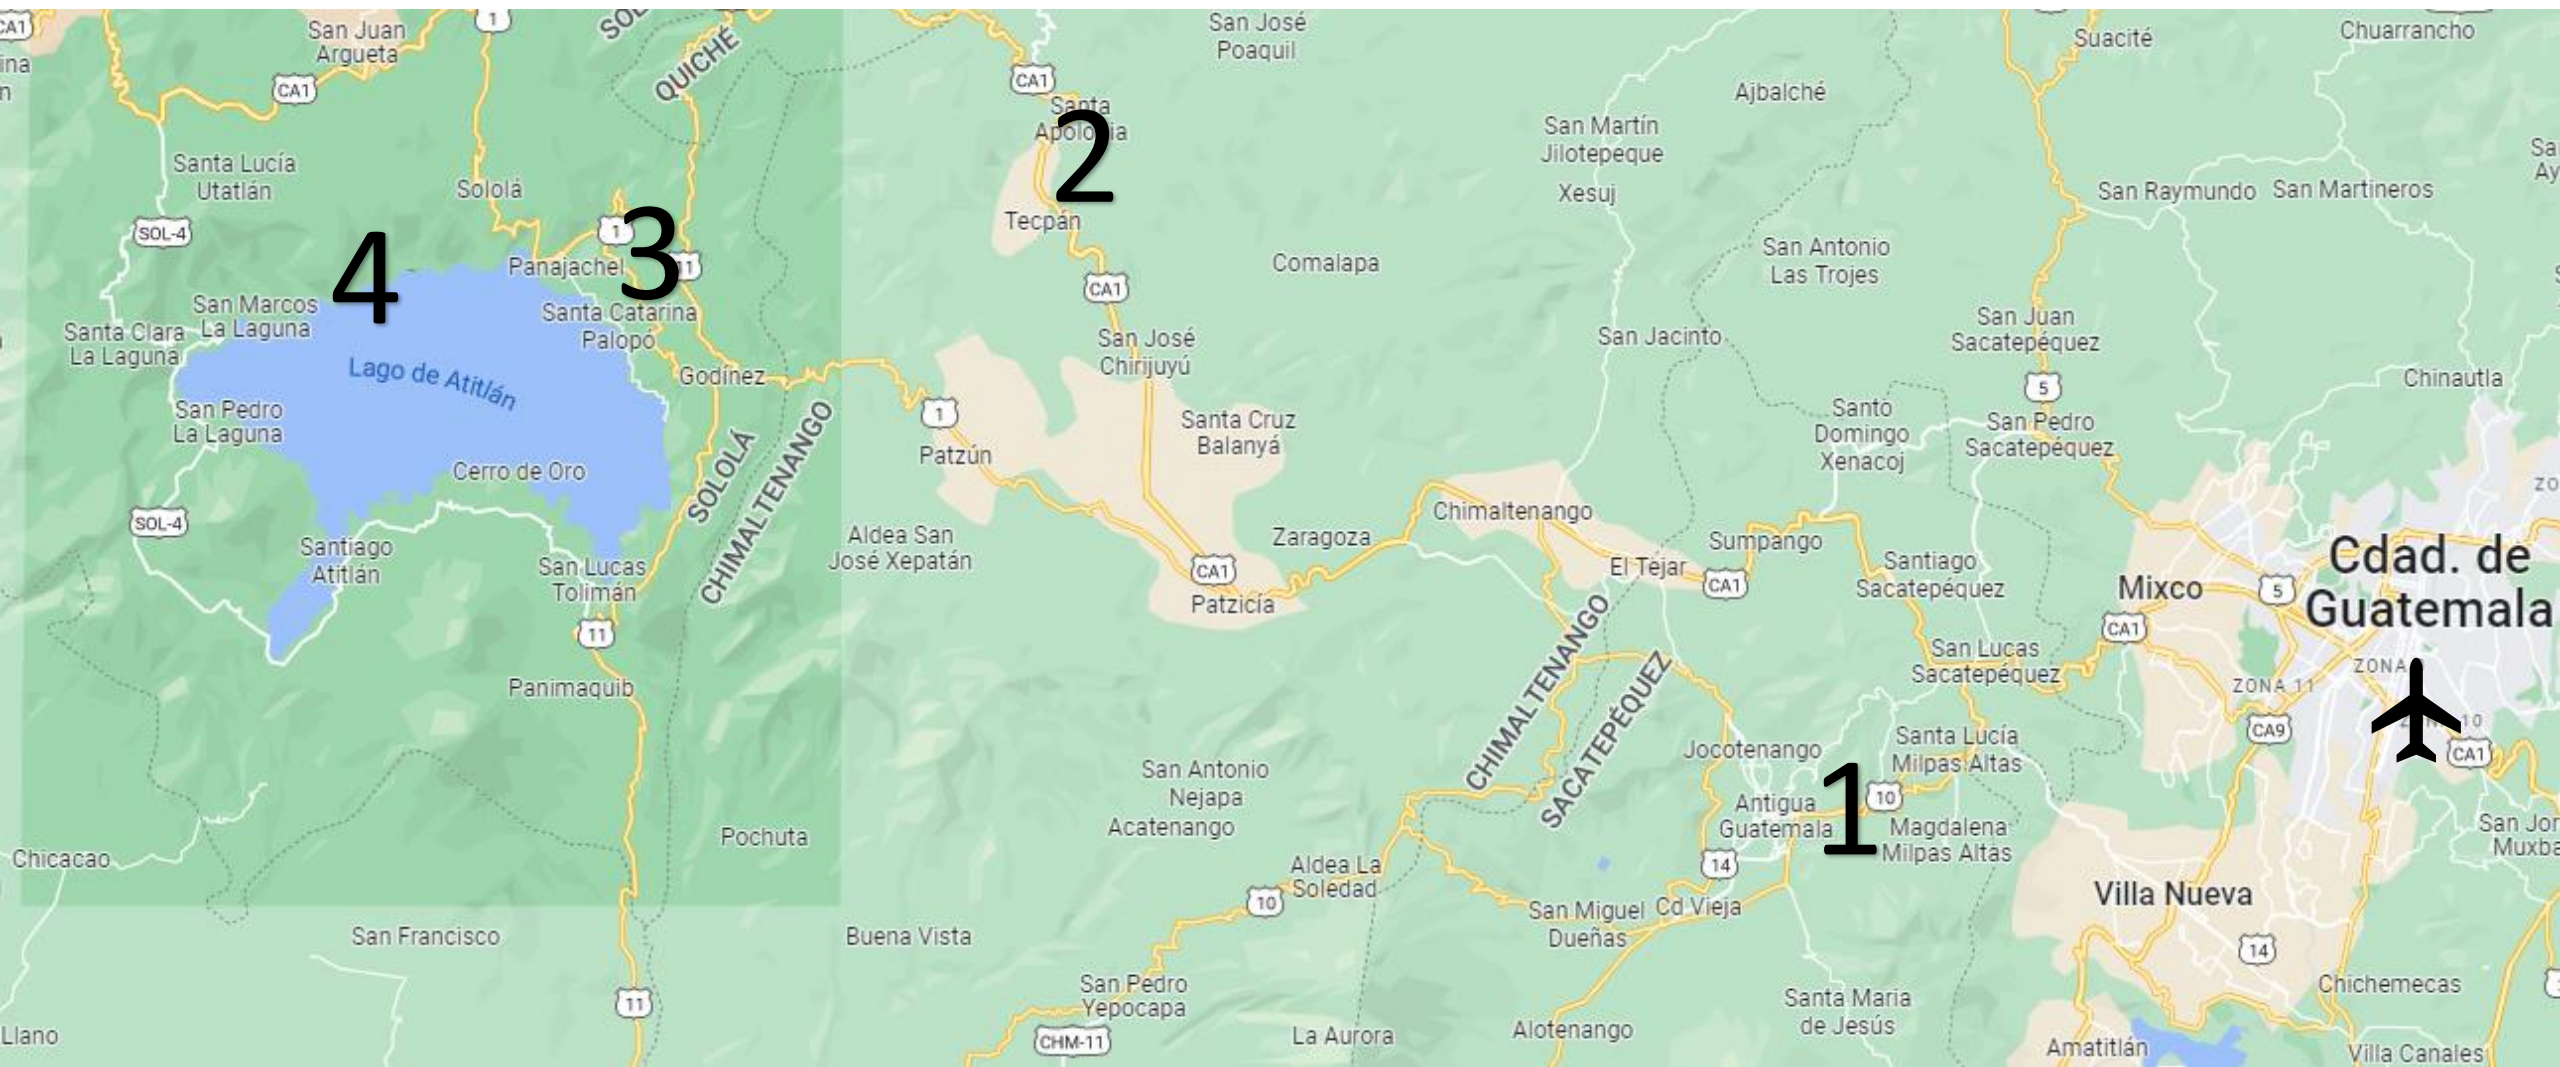 CA1
San Juan
Argueta
1
QUICHÉ
CA1
San José
Poaquil
Suacité
Chuarrancho
CA1
CA1
Santa
Apolonia
2
Ajbalché
San Martín
Jilotepeque
Xesuj
Santa Lucía
Utatlán
Sololá
Tecpán
San Raymundo
San Martineros
SOL-4
4
1
3
11
Panajachel
Comalapa
San Antonio
Las Trojes
CA1
San Marcos
La Laguna
Santa Clara
La Laguna
Santa Catarina
Palopó
San José
Chirijuyú
San Jacinto
San Juan
Sacatepéquez
Lago de Atitlán
Godínez
5
Chinautla
San Pedro
La Laguna
1
Patzún
Santa Cruz
Balanyá
Santo
Domingo
Xenacoj
San Pedro
Sacatepéquez
Cerro de Oro
SOLOLÁ
CHIMALTENANGO
SOL-4
Santiago
Atitlán
San Lucas
Tolimán
Aldea San
José Xepatán
CA1
Patzicía
Zaragoza
Chimaltenango
El Tejar
CA1
Sumpango
Santiago
Sacatepéquez
Mixco
5
Cdad. de
Guatemala
CA1
11
Panimaquib
CHIMALTENANGO
SACATEPÉQUEZ
San Lucas
Sacatepéquez
ZONA
ZONA 11
10
CA9
CA1
Jocotenango
Santa Lucía
Milpas Altas
San Antonio
Nejapa
Acatenango
Antigua
Guatemala
1
10
Magdalena
Milpas Altas
Pochuta
Chicacao
14
Aldea La
Soledad
10
Villa Nueva
San Miguel
Dueñas
Cd Vieja
San Francisco
Buena Vista
14
11
San Pedro
Yepocapa
Chichemecas
Santa Maria
de Jesús
Llano
CHM-11
La Aurora
Alotenango
Amatitlán
Villa Canales